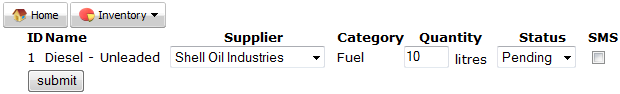 Home Inventory
ID Name Supplier Category Quantity Status SMS
1 Diesel - Unleaded Shell Oil Industries Fuel 10 litres Pending
submit